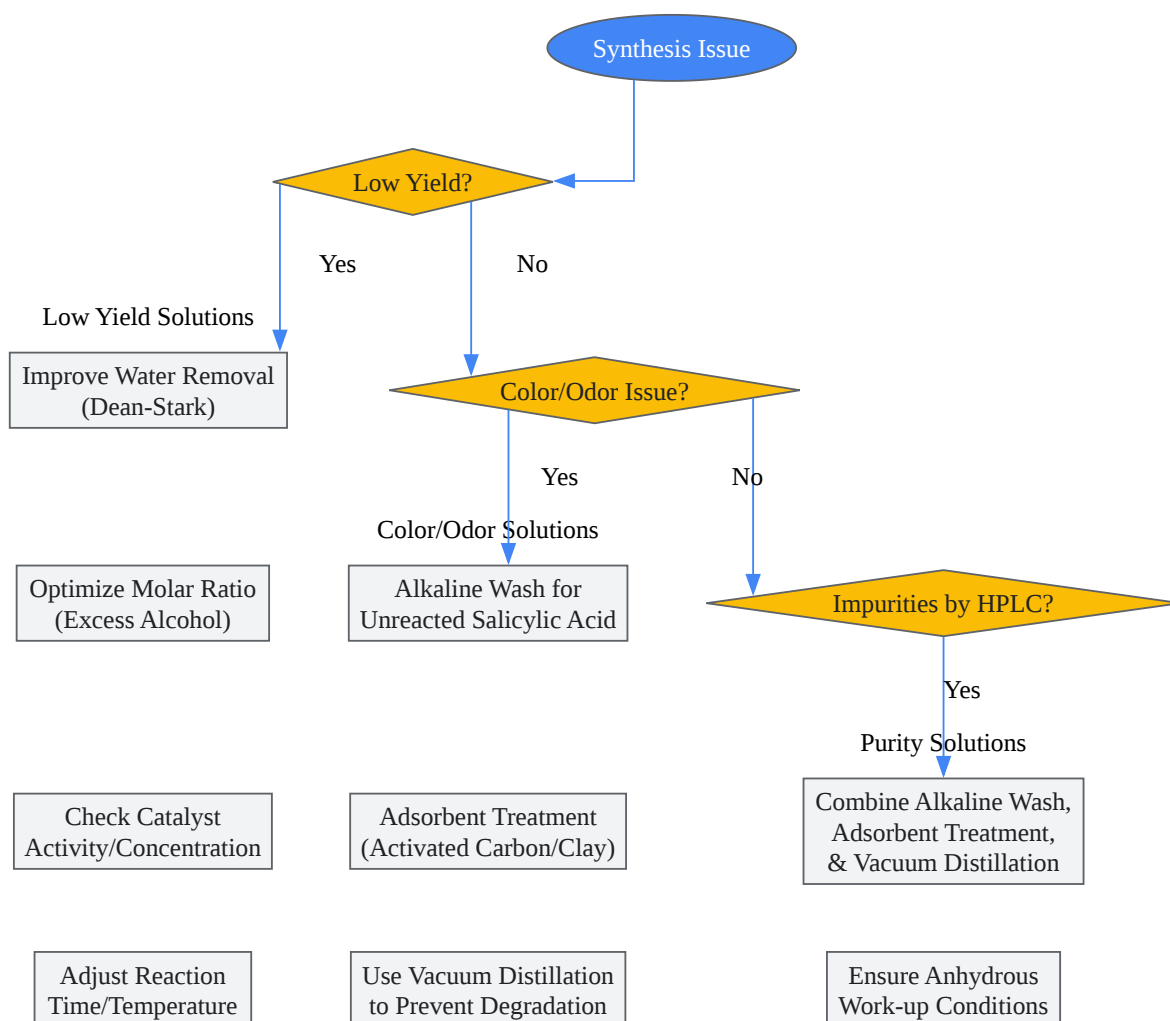 Synthesis Issue
Low Yield?
Yes
No
Low Yield Solutions
Improve Water Removal
(Dean-Stark)
Color/Odor Issue?
Yes
No
Color/Odor Solutions
Optimize Molar Ratio
(Excess Alcohol)
Alkaline Wash for
Unreacted Salicylic Acid
Impurities by HPLC?
Yes
Purity Solutions
Check Catalyst
Activity/Concentration
Adsorbent Treatment
(Activated Carbon/Clay)
Combine Alkaline Wash,
Adsorbent Treatment,
& Vacuum Distillation
Adjust Reaction
Time/Temperature
Use Vacuum Distillation
to Prevent Degradation
Ensure Anhydrous
Work-up Conditions